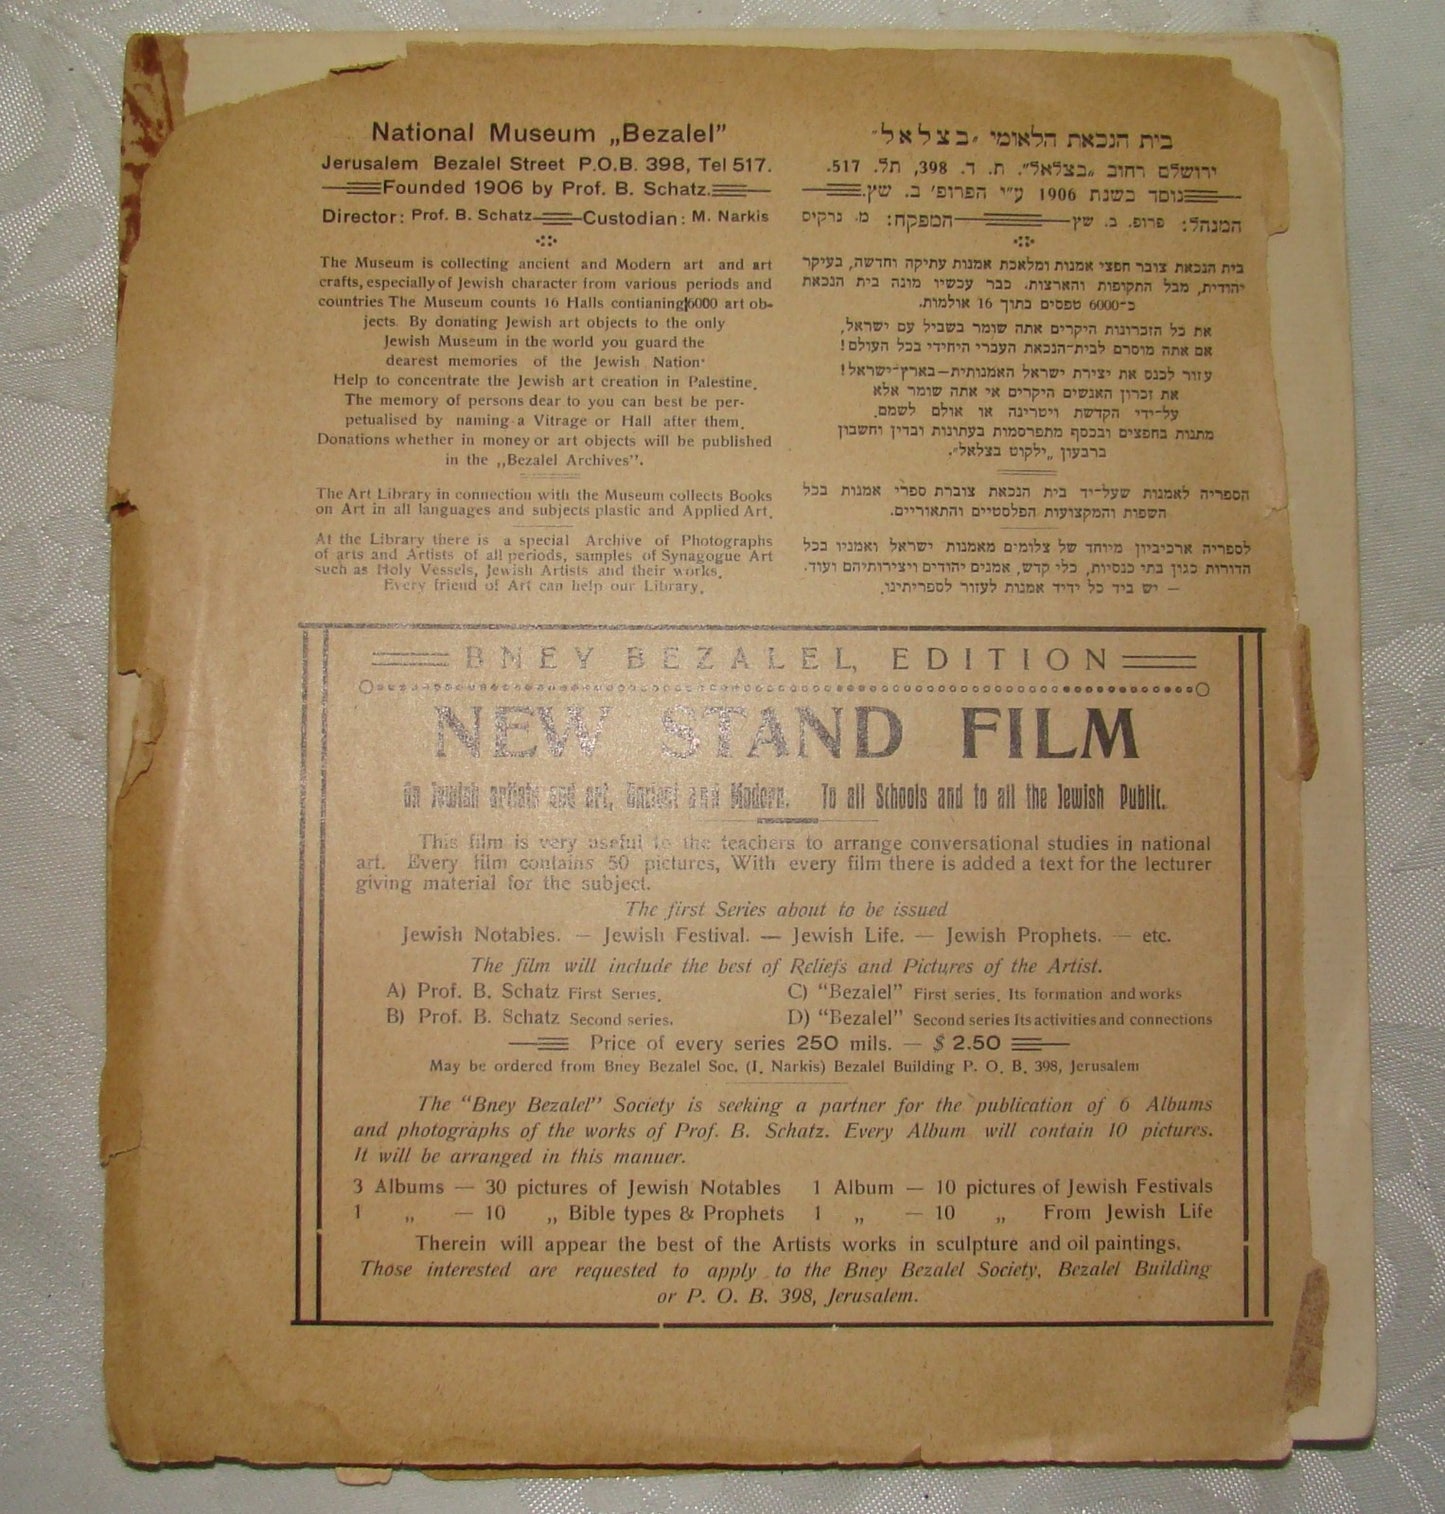 National Museum „Bezalel”
Jerusalem Bezalel Street P.O.B. 398, Tel 517.
Founded 1906 by Prof. B. Schatz.
Director: Prof. B. Schatz Custodian: M. Narkis
The Museum is collecting ancient and Modern art and art
crafts, especially of Jewish character from various periods and
countries The Museum counts 16 Halls contianing 6000 art ob-
jects. By donating Jewish art objects to the only
Jewish Museum in the world you guard the
dearest memories of the Jewish Nation.
Help to concentrate the Jewish art creation in Palestine.
The memory of persons dear to you can best be per-
petualised by naming a Vitrage or Hall after them.
Donations whether in money or art objects will be published
in the „Bezalel Archives”.
The Art Library in connection with the Museum collects Books
on Art in all languages and subjects plastic and Applied Art.
At the Library there is a special Archive of Photographs
of arts and Artists of all periods, samples of Synagogue Art
such as Holy Vessels, Jewish Artists and their works.
Every friend of Art can help our Library.
בית הנכאת הלאומי „בצלאל”
ירושלם רחוב „בצלאל”. ת. ד. 398, תל. 517.
נוסד בשנת 1906 ע״י הפרופ׳ ב. שץ.
המנהל: פרופ. ב. שץ המפקח: מ. נרקיס
בית הנכאת צובר חפצי אמנות ומלאכת אמנות עתיקה וחדשה, בעיקר
יהודית, מכל התקופות והארצות. כבר עכשיו מונה בית הנכאת
כ־6000 טפסים בתוך 16 אולמות.
את כל הזכרונות היקרים אתה שומר בשביל עם ישראל,
אם אתה מוסרם לבית־הנכאת העברי היחידי בכל העולם!
עזור לכנס את יצירת ישראל האמנותית—בארץ־ישראל!
את זכרון האנשים היקרים אי אתה שומר אלא
על־ידי הקדשת ויטרינה או אולם לשמם.
מתנות בחפצים ובכסף מתפרסמות בעתונות ובדין וחשבון
ברבעון „ילקוט בצלאל”.
הספריה לאמנות שעל־יד בית הנכאת צוברת ספרי אמנות בכל
השפות והמקצועות הפלסטיים והתאוריים.
לספריה ארכיביון מיוחד של צלומים מאמנות ישראל ואמניו בכל
הדורות כגון בתי כנסיות, כלי קדש, אמנים יהודים ויצירותיהם ועוד.
— יש ביד כל ידיד אמנות לעזור לספריתינו.
BNEY BEZALEL, EDITION
NEW STAND FILM
On Jewish artists and art, Ancient and Modern. To all Schools and to all the Jewish Public.
This film is very useful to the teachers to arrange conversational studies in national
art. Every film contains 50 pictures, With every film there is added a text for the lecturer
giving material for the subject.
The first Series about to be issued
Jewish Notables. — Jewish Festival. — Jewish Life. — Jewish Prophets. — etc.
The film will include the best of Reliefs and Pictures of the Artist.
A) Prof. B. Schatz First Series. C) “Bezalel” First series. Its formation and works
B) Prof. B. Schatz Second series. D) “Bezalel” Second series Its activities and connections
Price of every series 250 mils. — $ 2.50
May be ordered from Bney Bezalel Soc. (I. Narkis) Bezalel Building P. O. B. 398, Jerusalem
The “Bney Bezalel” Society is seeking a partner for the publication of 6 Albums
and photographs of the works of Prof. B. Schatz. Every Album will contain 10 pictures.
It will be arranged in this manuer.
3 Albums — 30 pictures of Jewish Notables 1 Album — 10 pictures of Jewish Festivals
1 „ — 10 „ Bible types & Prophets 1 „ — 10 „ From Jewish Life
Therein will appear the best of the Artists works in sculpture and oil paintings.
Those interested are requested to apply to the Bney Bezalel Society, Bezalel Building
or P. O. B. 398, Jerusalem.